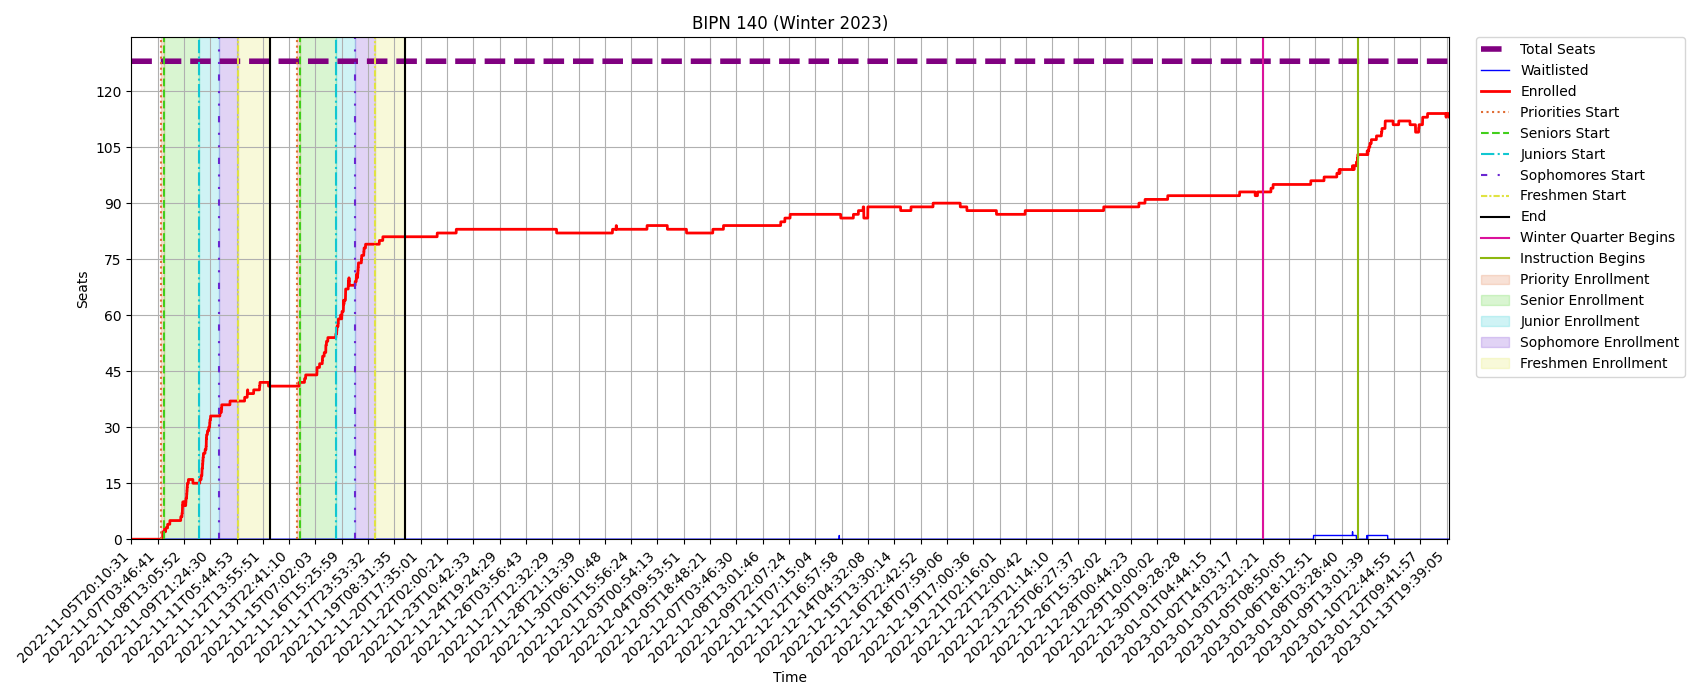 BIPN 140 (Winter 2023)
Total Seats
Waitlisted
Enrolled
Priorities Start
Seniors Start
Juniors Start
Sophomores Start
Freshmen Start
End
Winter Quarter Begins
Instruction Begins
Priority Enrollment
Senior Enrollment
Junior Enrollment
Sophomore Enrollment
Freshmen Enrollment
Seats
120
105
90
75
60
45
30
15
0
2022-11-05T20:10:31
2022-11-07T03:46:41
2022-11-08T13:05:52
2022-11-09T21:24:30
2022-11-11T05:44:53
2022-11-12T13:55:51
2022-11-13T22:41:10
2022-11-15T07:02:03
2022-11-16T15:25:59
2022-11-17T23:53:32
2022-11-19T08:31:35
2022-11-20T17:35:01
2022-11-22T02:00:21
2022-11-23T10:42:33
2022-11-24T19:24:29
2022-11-26T03:56:43
2022-11-27T12:32:29
2022-11-28T21:13:39
2022-11-30T06:10:48
2022-12-01T15:56:24
2022-12-03T00:54:13
2022-12-04T09:53:51
2022-12-05T18:48:21
2022-12-07T03:46:30
2022-12-08T13:01:46
2022-12-09T22:07:24
2022-12-11T07:15:04
2022-12-12T16:57:58
2022-12-14T04:32:08
2022-12-15T13:30:14
2022-12-16T22:42:52
2022-12-18T07:59:06
2022-12-19T17:00:36
2022-12-21T02:16:01
2022-12-22T12:00:42
2022-12-23T21:14:10
2022-12-25T06:27:37
2022-12-26T15:32:02
2022-12-28T00:44:23
2022-12-29T10:00:02
2022-12-30T19:28:28
2023-01-01T04:44:15
2023-01-02T14:03:17
2023-01-03T23:21:21
2023-01-05T08:50:05
2023-01-06T18:12:51
2023-01-08T03:28:40
2023-01-09T13:01:39
2023-01-10T22:44:55
2023-01-12T09:41:57
2023-01-13T19:39:05
Time